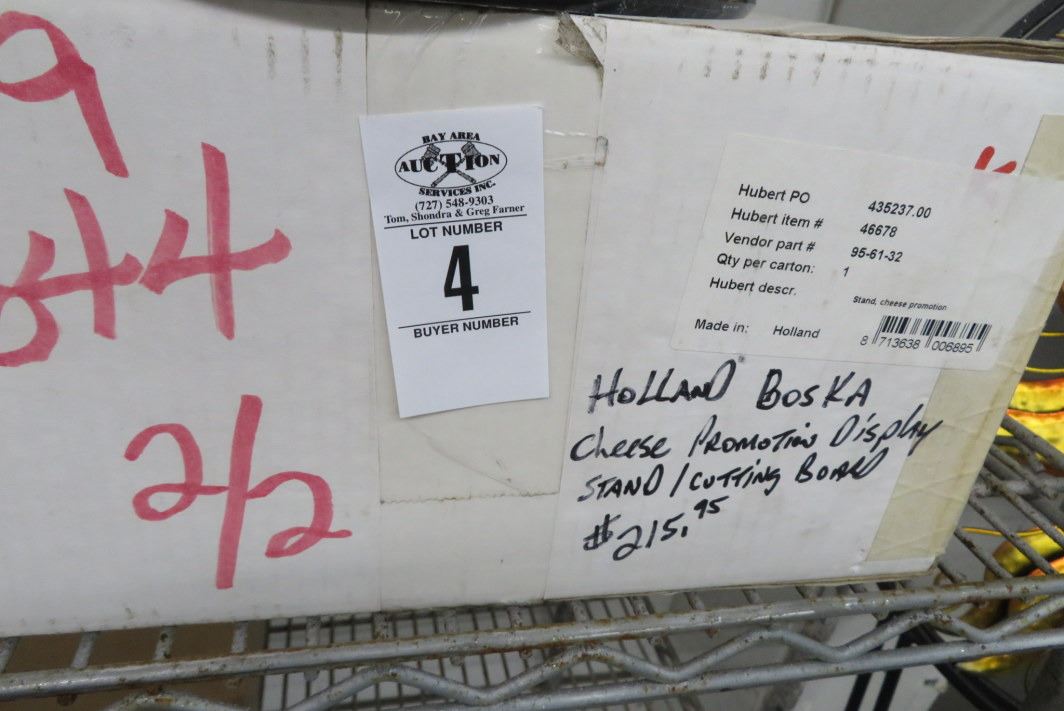 9
644
2/2
BAY AREA
AUCTION
SERVICES INC.
(727) 548-9303
Tom, Shondra & Greg Farner
LOT NUMBER
4
BUYER NUMBER
Hubert PO 435237.00
Hubert item # 46678
Vendor part # 95-61-32
Qty per carton: 1
Hubert descr.
Stand, cheese promotion
Made in: Holland
8 713638 006895
HOLLAND BOSKA
Cheese PROMOTION Display
STAND / CUTTING BOARD
$215.95